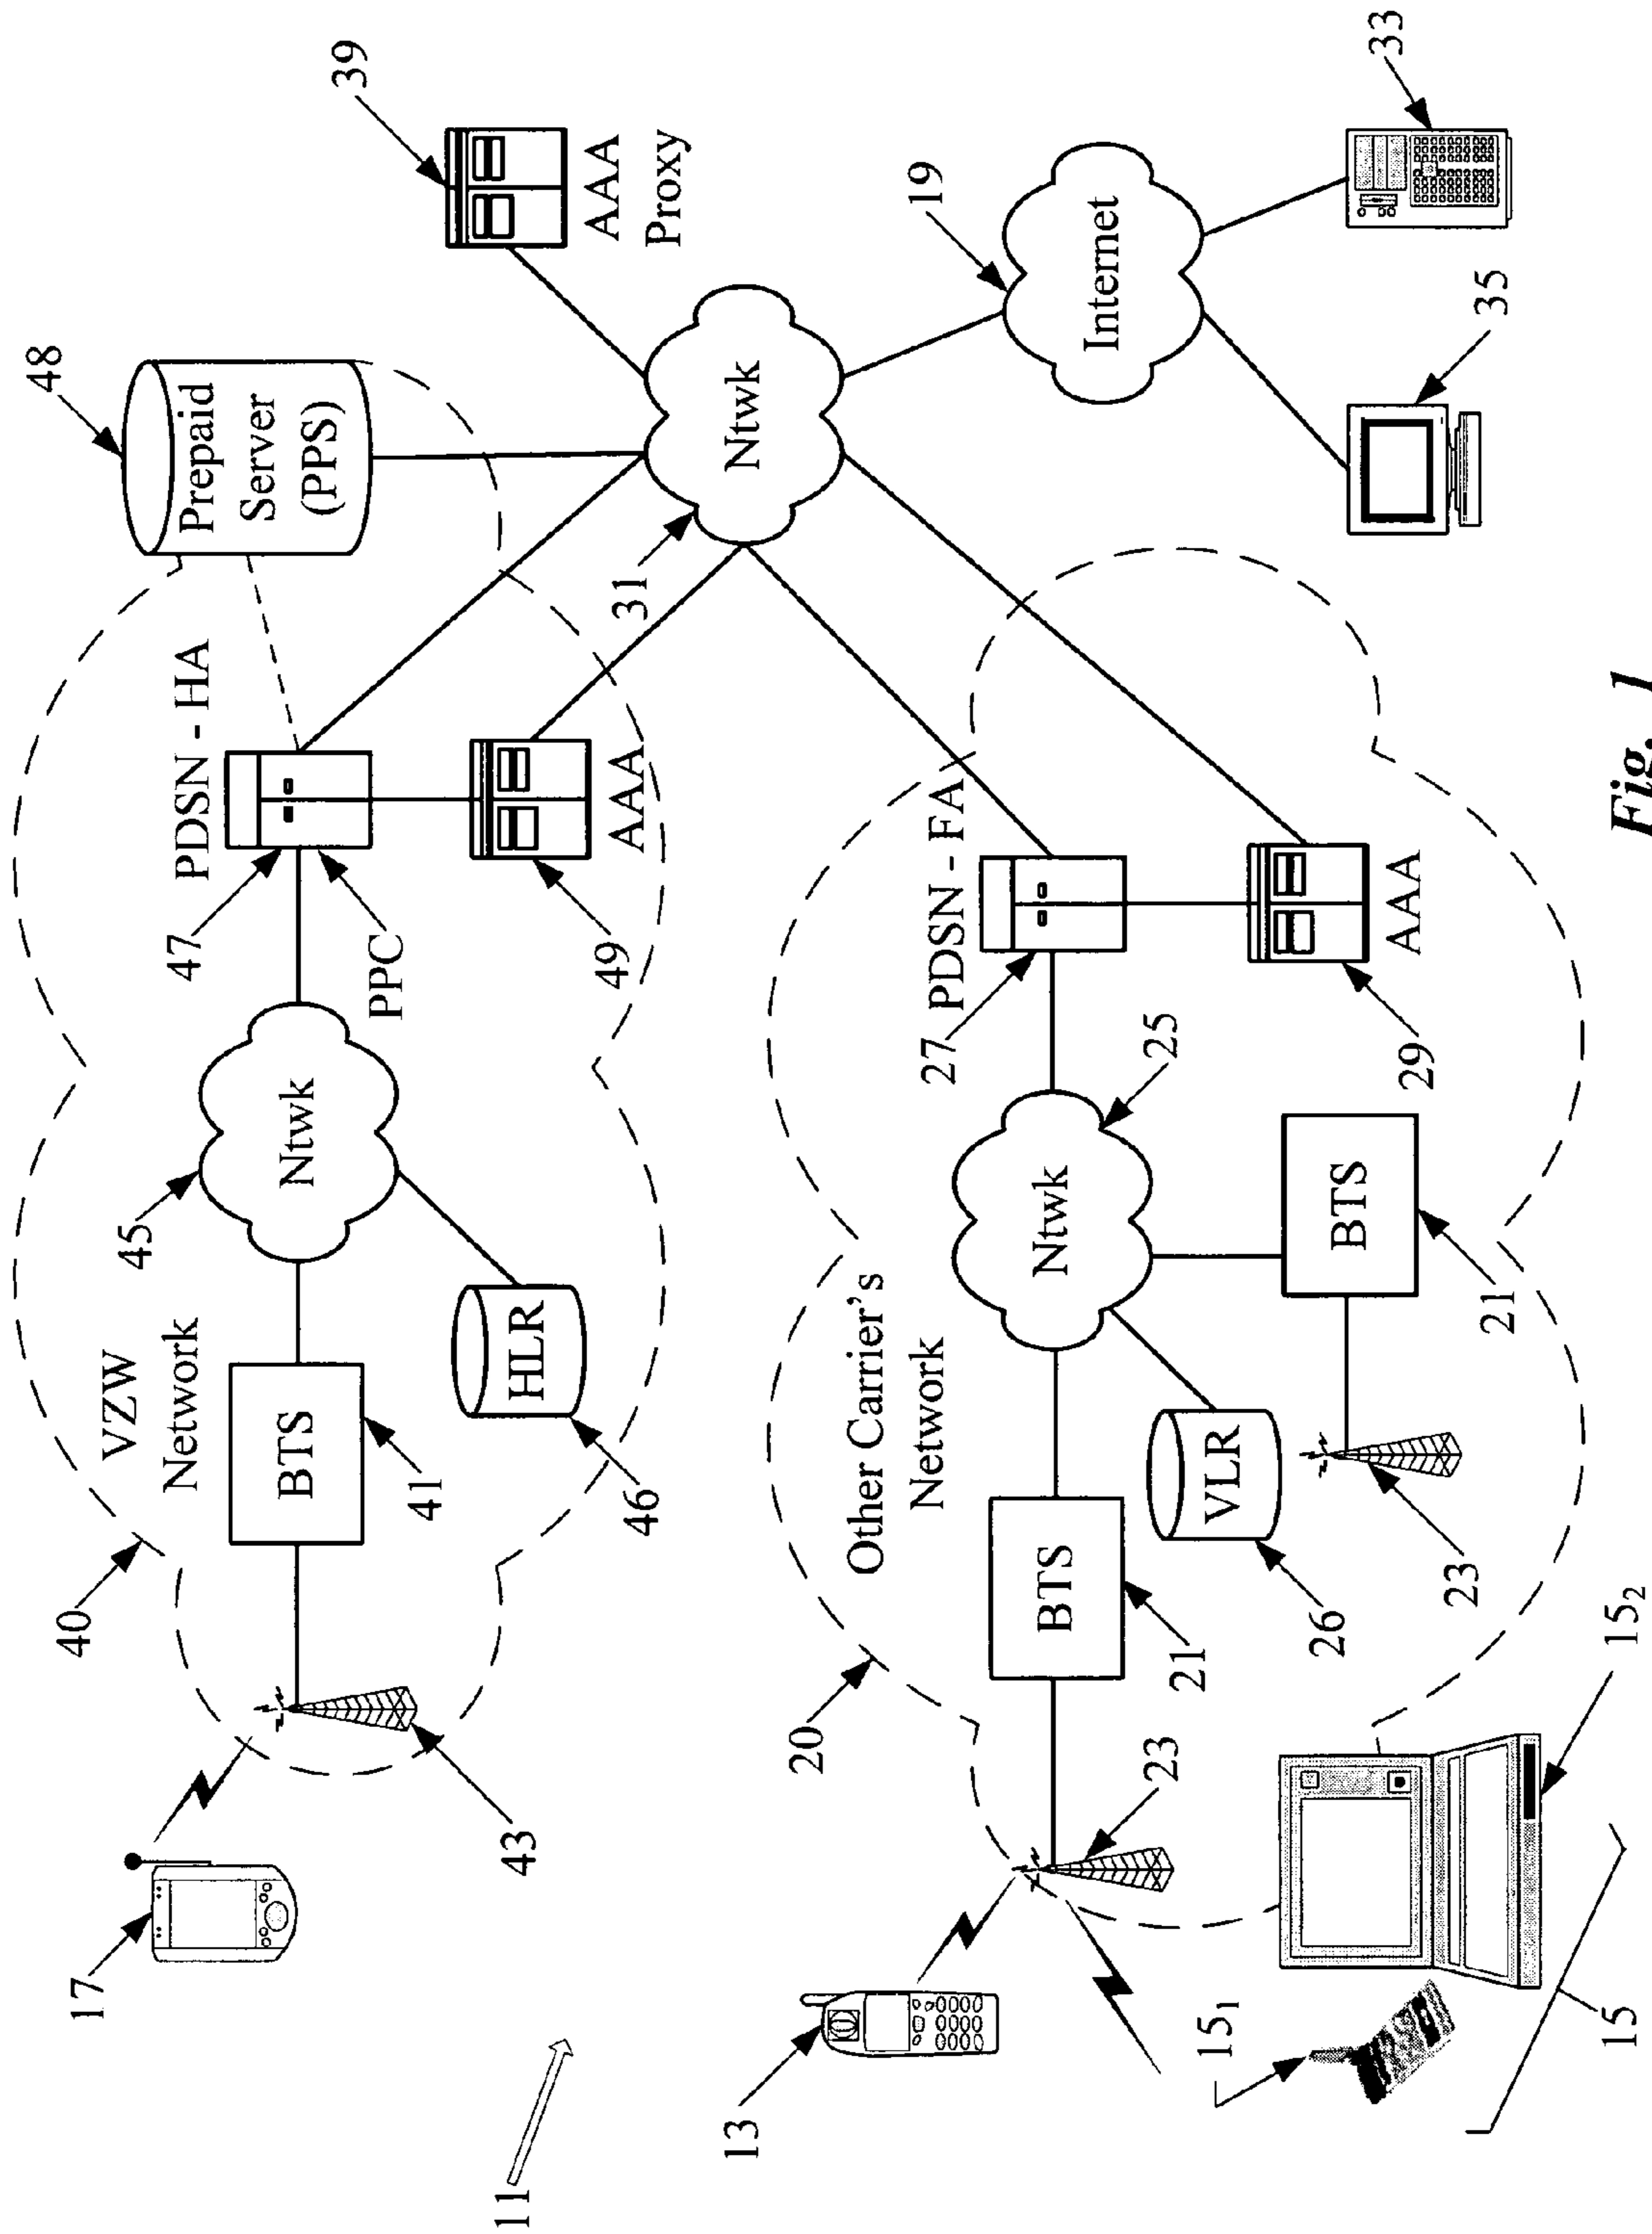 11
17
40
VZW
Network
43
BTS
41
45
Ntwk
HLR
46
47
PDSN - HA
PPC
49
AAA
48
Prepaid
Server
(PPS)
39
AAA
Proxy
31
Ntwk
19
Internet
33
35
13
20
Other Carrier's
Network
23
BTS
21
25
Ntwk
VLR
26
23
BTS
21
27
PDSN - FA
29
AAA
15₁
15₂
15
Fig. 1